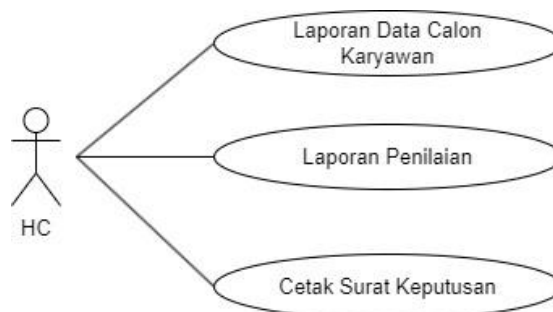 Laporan Data Calon
Karyawan
Laporan Penilaian
HC
Cetak Surat Keputusan